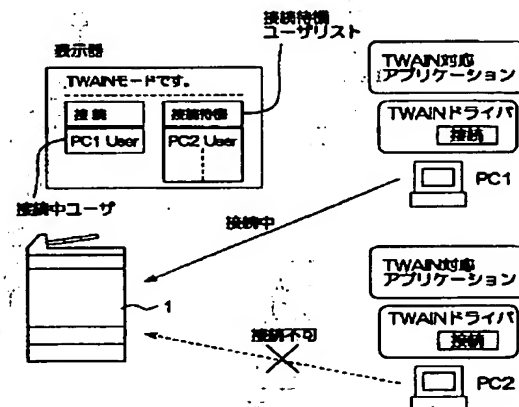 接続待機
ユーザリスト
表示器
TWAINモードです。
接続
接続待機
PC1 User
PC2 User
接続中ユーザ
TWAIN対応
アプリケーション
TWAINドライバ
接続
PC1
接続中
1
TWAIN対応
アプリケーション
TWAINドライバ
接続
接続不可
PC2